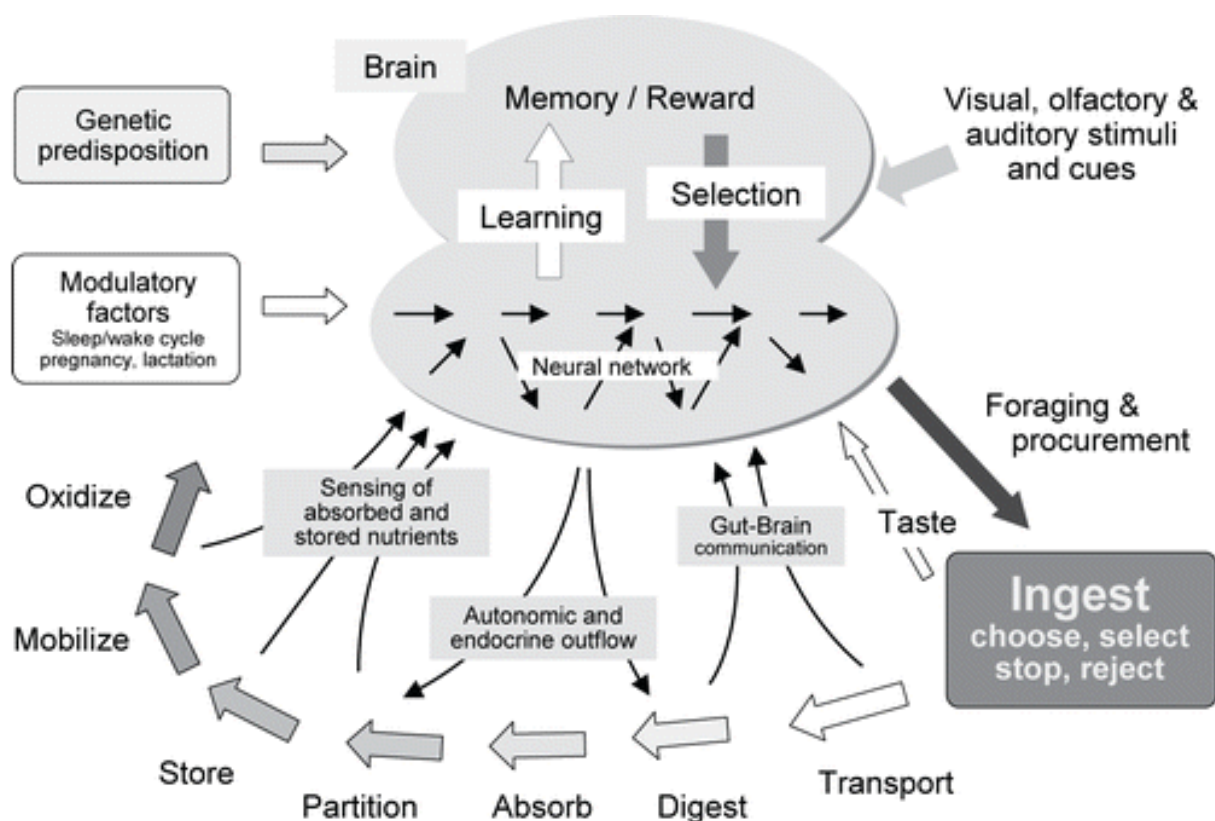 Brain
Memory / Reward
Genetic
predisposition
Visual, olfactory &
auditory stimuli
and cues
Learning
Selection
Modulatory
factors
Sleep/wake cycle
pregnancy, lactation
Neural network
Foraging &
procurement
Oxidize
Sensing of
absorbed and
stored nutrients
Gut-Brain
communication
Taste
Ingest
choose, select
stop, reject
Mobilize
Autonomic and
endocrine outflow
Store
Partition
Absorb
Digest
Transport